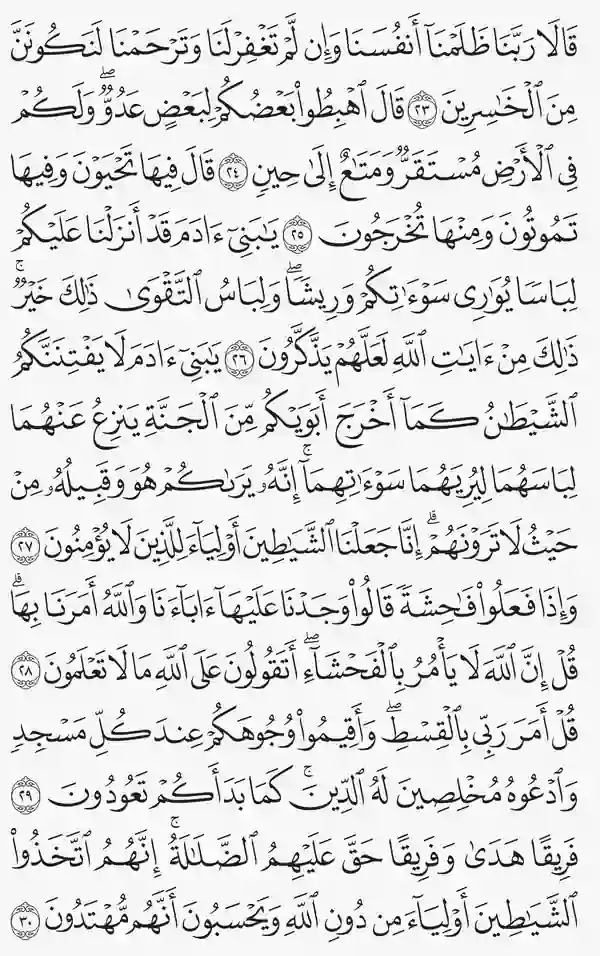 قَالَا رَبَّنَا ظَلَمْنَآ أَنفُسَنَا وَإِن لَّمْ تَغْفِرْ لَنَا وَتَرْحَمْنَا لَنَكُونَنَّ
مِنَ ٱلْخَٰسِرِينَ ٢٣ قَالَ ٱهْبِطُوا۟ بَعْضُكُمْ لِبَعْضٍ عَدُوٌّ ۖ وَلَكُمْ
فِى ٱلْأَرْضِ مُسْتَقَرٌّ وَمَتَٰعٌ إِلَىٰ حِينٍ ٢٤ قَالَ فِيهَا تَحْيَوْنَ وَفِيهَا
تَمُوتُونَ وَمِنْهَا تُخْرَجُونَ ٢٥ يَٰبَنِىٓ ءَادَمَ قَدْ أَنزَلْنَا عَلَيْكُمْ
لِبَاسًا يُوَٰرِى سَوْءَٰتِكُمْ وَرِيشًا ۖ وَلِبَاسُ ٱلتَّقْوَىٰ ذَٰلِكَ خَيْرٌ ۚ
ذَٰلِكَ مِنْ ءَايَٰتِ ٱللَّهِ لَعَلَّهُمْ يَذَّكَّرُونَ ٢٦ يَٰبَنِىٓ ءَادَمَ لَا يَفْتِنَنَّكُمُ
ٱلشَّيْطَٰنُ كَمَآ أَخْرَجَ أَبَوَيْكُم مِّنَ ٱلْجَنَّةِ يَنزِعُ عَنْهُمَا
لِبَاسَهُمَا لِيُرِيَهُمَا سَوْءَٰتِهِمَآ ۗ إِنَّهُۥ يَرَىٰكُمْ هُوَ وَقَبِيلُهُۥ مِنْ
حَيْثُ لَا تَرَوْنَهُمْ ۗ إِنَّا جَعَلْنَا ٱلشَّيَٰطِينَ أَوْلِيَآءَ لِلَّذِينَ لَا يُؤْمِنُونَ ٢٧
وَإِذَا فَعَلُوا۟ فَٰحِشَةً قَالُوا۟ وَجَدْنَا عَلَيْهَآ ءَابَآءَنَا وَٱللَّهُ أَمَرَنَا بِهَا ۗ
قُلْ إِنَّ ٱللَّهَ لَا يَأْمُرُ بِٱلْفَحْشَآءِ ۖ أَتَقُولُونَ عَلَى ٱللَّهِ مَا لَا تَعْلَمُونَ ٢٨
قُلْ أَمَرَ رَبِّى بِٱلْقِسْطِ ۖ وَأَقِيمُوا۟ وُجُوهَكُمْ عِندَ كُلِّ مَسْجِدٍ
وَٱدْعُوهُ مُخْلِصِينَ لَهُ ٱلدِّينَ ۚ كَمَا بَدَأَكُمْ تَعُودُونَ ٢٩
فَرِيقًا هَدَىٰ وَفَرِيقًا حَقَّ عَلَيْهِمُ ٱلضَّلَٰلَةُ ۗ إِنَّهُمُ ٱتَّخَذُوا۟
ٱلشَّيَٰطِينَ أَوْلِيَآءَ مِن دُونِ ٱللَّهِ وَيَحْسَبُونَ أَنَّهُم مُّهْتَدُونَ ٣٠